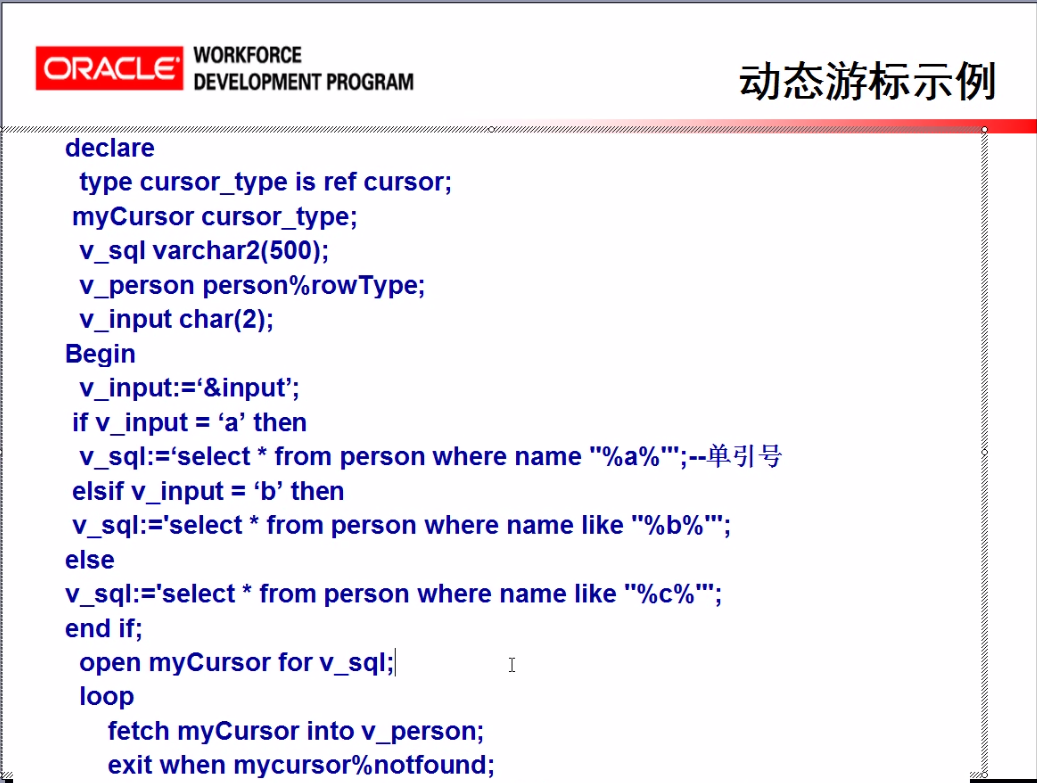 ORACLE WORKFORCE
DEVELOPMENT PROGRAM
动态游标示例
declare
type cursor_type is ref cursor;
myCursor cursor_type;
v_sql varchar2(500);
v_person person%rowType;
v_input char(2);
Begin
v_input:=‘&input’;
if v_input = ‘a’ then
v_sql:=‘select * from person where name ''%a%''';--单引号
elsif v_input = ‘b’ then
v_sql:='select * from person where name like ''%b%''';
else
v_sql:='select * from person where name like ''%c%''';
end if;
open myCursor for v_sql;
loop
fetch myCursor into v_person;
exit when mycursor%notfound;